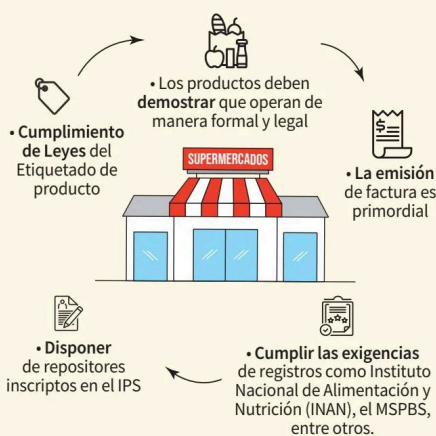 • Los productos deben
demostrar que operan de
manera formal y legal
• Cumplimiento
de Leyes del
Etiquetado de
producto
SUPERMERCADOS
• La emisión
de factura es
primordial
• Disponer
de repositores
inscriptos en el IPS
• Cumplir las exigencias
de registros como Instituto
Nacional de Alimentación y
Nutrición (INAN), el MSPBS,
entre otros.